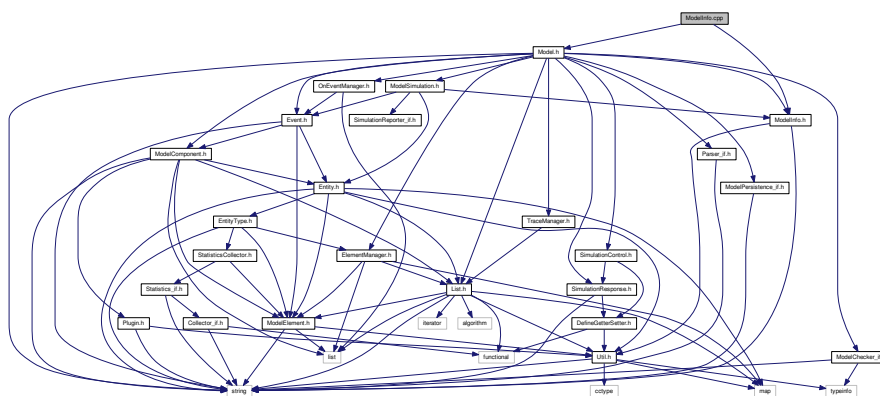 ModelInfo.cpp
Model.h
OnEventManager.h
ModelSimulation.h
Event.h
SimulationReporter_if.h
ModelInfo.h
ModelComponent.h
Parser_if.h
Entity.h
ModelPersistence_if.h
EntityType.h
TraceManager.h
StatisticsCollector.h
ElementManager.h
SimulationControl.h
Statistics_if.h
List.h
SimulationResponse.h
Plugin.h
Collector_if.h
ModelElement.h
iterator
algorithm
DefineGetterSetter.h
list
functional
Util.h
ModelChecker_if
string
cctype
map
typeinfo